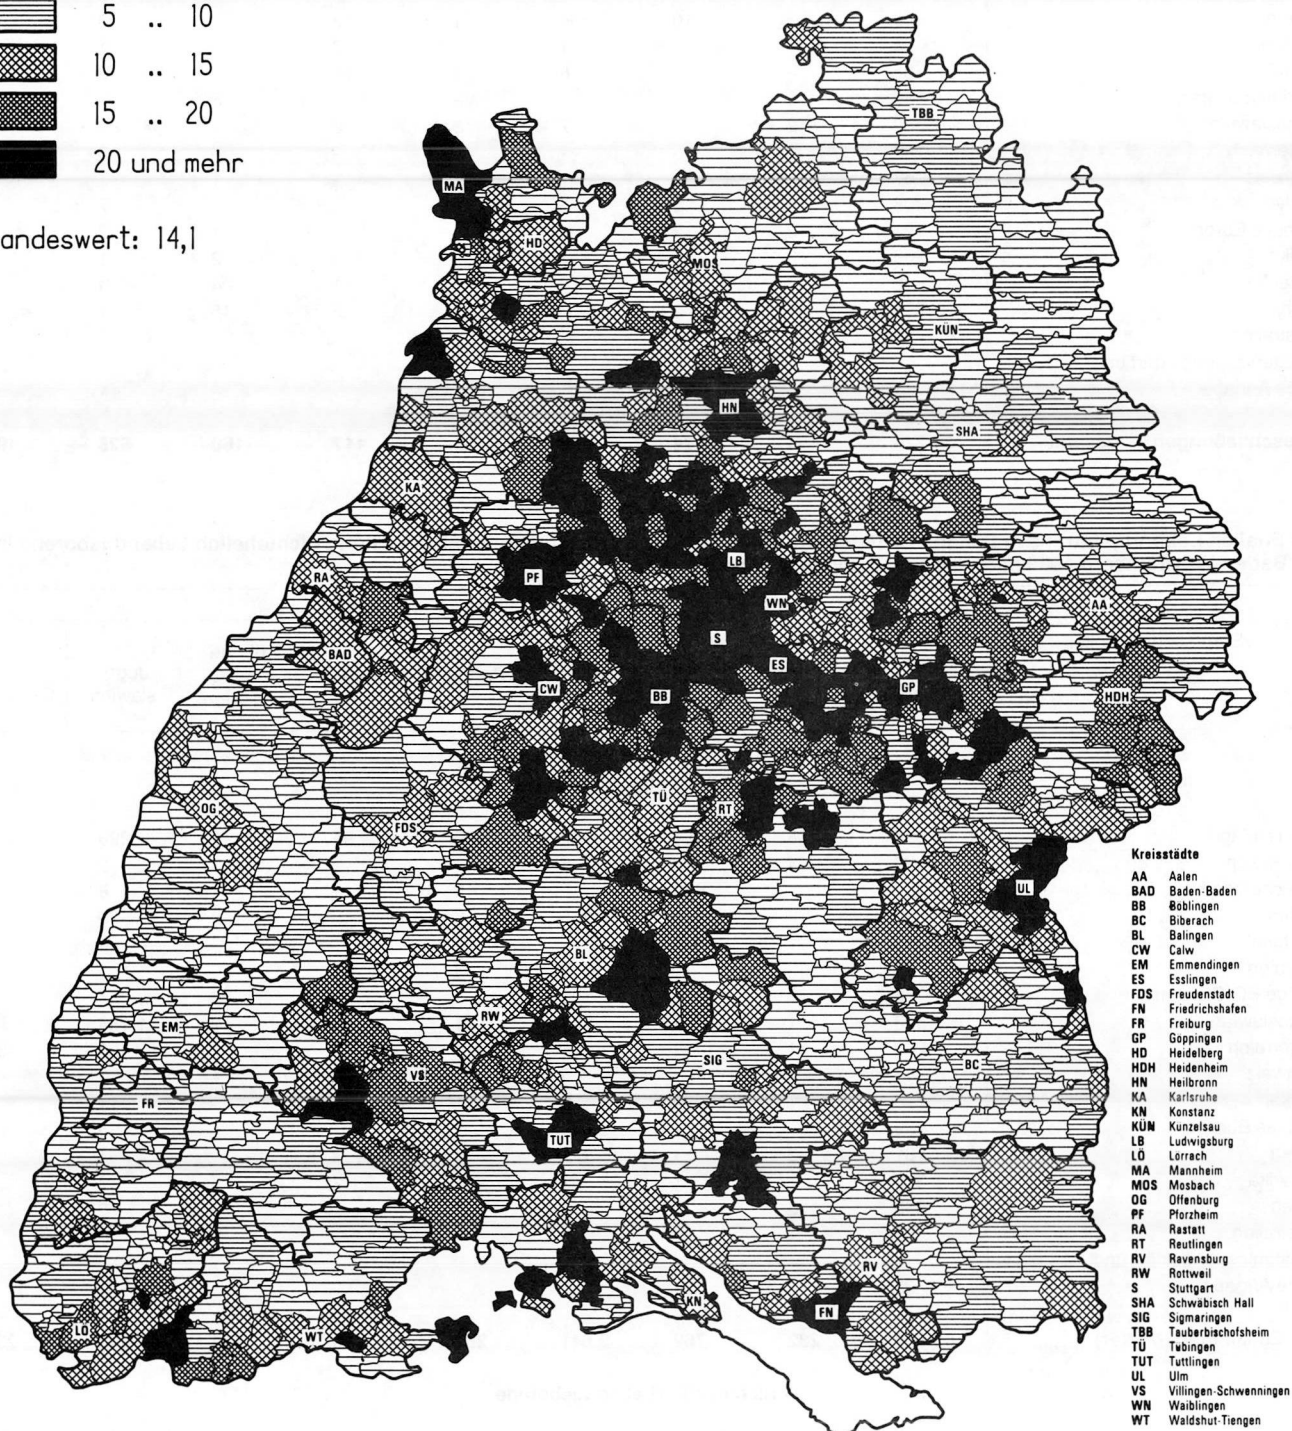 5 .. 10
10 .. 15
15 .. 20
20 und mehr
andeswert: 14,1
TBB
MA
HD
MOS
KÜN
HN
SHA
KA
LB
PF
RA
WN
AA
S
BAD
ES
CW
BB
GP
HDH
OG
TÜ
RT
FDS
UL
BL
RW
EM
SIG
BC
VS
FR
TUT
RV
KN
FN
LÖ
WT
Kreisstädte
AA Aalen
BAD Baden-Baden
BB Böblingen
BC Biberach
BL Balingen
CW Calw
EM Emmendingen
ES Esslingen
FDS Freudenstadt
FN Friedrichshafen
FR Freiburg
GP Göppingen
HD Heidelberg
HDH Heidenheim
HN Heilbronn
KA Karlsruhe
KN Konstanz
KÜN Kunzelsau
LB Ludwigsburg
LÖ Lorrach
MA Mannheim
MOS Mosbach
OG Offenburg
PF Pforzheim
RA Rastatt
RT Reutlingen
RV Ravensburg
RW Rottweil
S Stuttgart
SHA Schwäbisch Hall
SIG Sigmaringen
TBB Tauberbischofsheim
TÜ Tübingen
TUT Tuttlingen
UL Ulm
VS Villingen-Schwenningen
WN Waiblingen
WT Waldshut-Tiengen